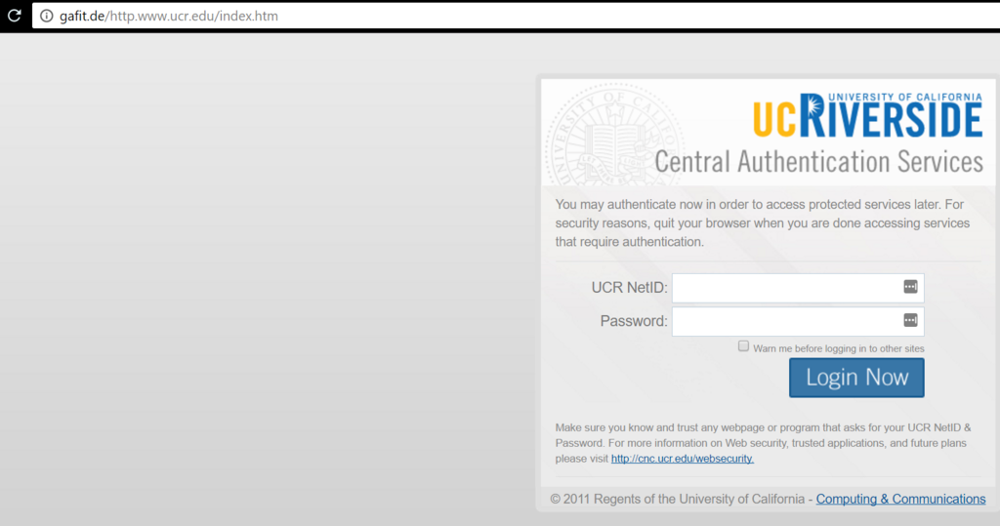 gafit.de/http.www.ucr.edu/index.htm
UNIVERSITY OF CALIFORNIA
UCRIVERSIDE
Central Authentication Services
You may authenticate now in order to access protected services later. For
security reasons, quit your browser when you are done accessing services
that require authentication.
UCR NetID:
Password:
Warn me before logging in to other sites
Login Now
Make sure you know and trust any webpage or program that asks for your UCR NetID &
Password. For more information on Web security, trusted applications, and future plans
please visit http://cnc.ucr.edu/websecurity.
© 2011 Regents of the University of California - Computing & Communications